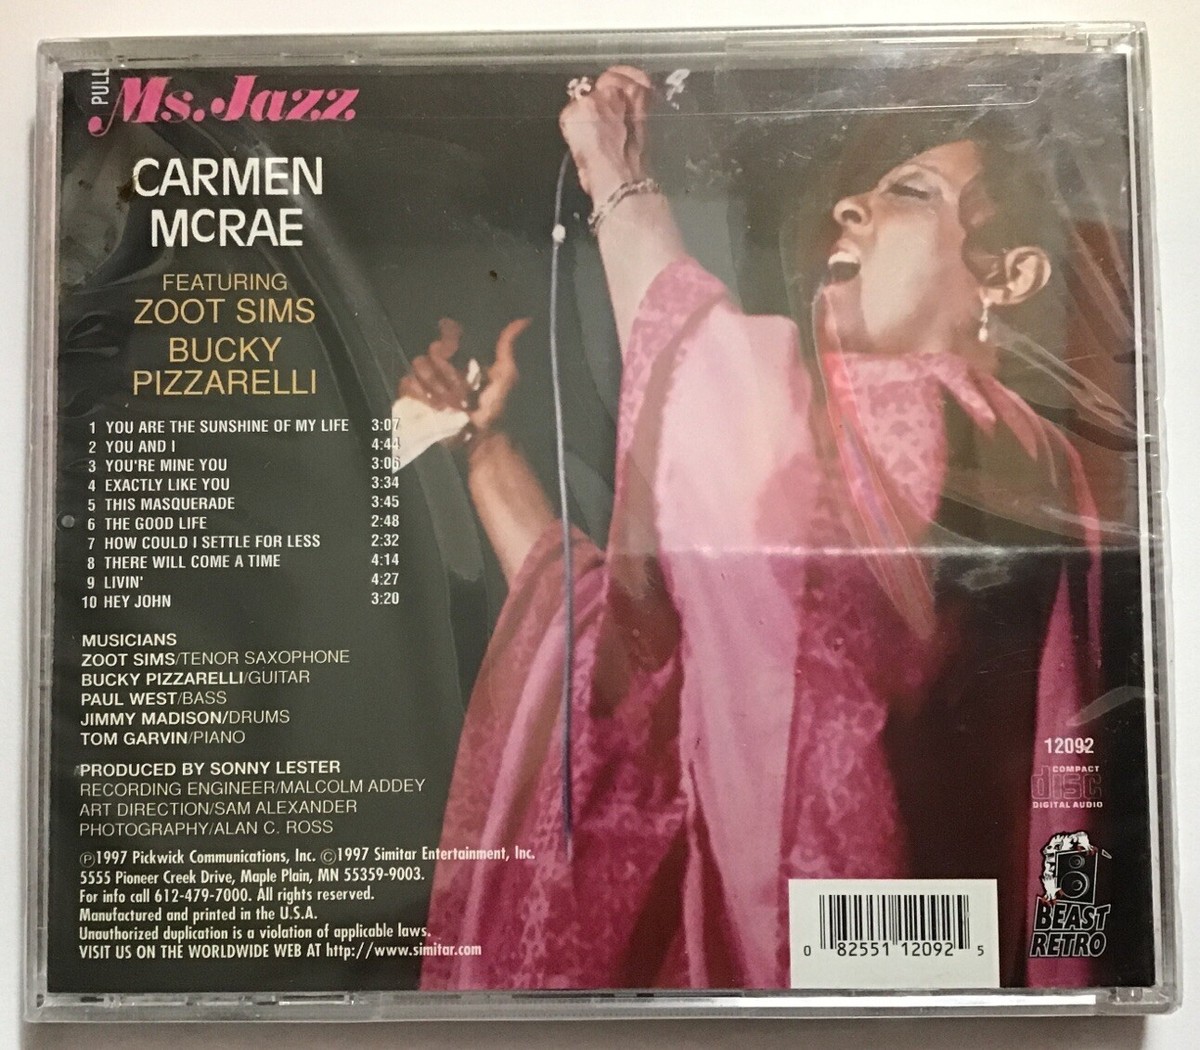 PULL
Ms. Jazz
CARMEN
McRAE
FEATURING
ZOOT SIMS
BUCKY
PIZZARELLI
1 YOU ARE THE SUNSHINE OF MY LIFE 3:07
2 YOU AND I 4:44
3 YOU'RE MINE YOU 3:06
4 EXACTLY LIKE YOU 3:34
5 THIS MASQUERADE 3:45
6 THE GOOD LIFE 2:48
7 HOW COULD I SETTLE FOR LESS 2:32
8 THERE WILL COME A TIME 4:14
9 LIVIN' 4:27
10 HEY JOHN 3:20
MUSICIANS
ZOOT SIMS/TENOR SAXOPHONE
BUCKY PIZZARELLI/GUITAR
PAUL WEST/BASS
JIMMY MADISON/DRUMS
TOM GARVIN/PIANO
PRODUCED BY SONNY LESTER
RECORDING ENGINEER/MALCOLM ADDEY
ART DIRECTION/SAM ALEXANDER
PHOTOGRAPHY/ALAN C. ROSS
℗1997 Pickwick Communications, Inc. ©1997 Simitar Entertainment, Inc.
5555 Pioneer Creek Drive, Maple Plain, MN 55359-9003.
For info call 612-479-7000. All rights reserved.
Manufactured and printed in the U.S.A.
Unauthorized duplication is a violation of applicable laws.
VISIT US ON THE WORLDWIDE WEB AT http://www.simitar.com
12092
COMPACT
disc
DIGITAL AUDIO
BEAST
RETRO
0 82551 12092 5